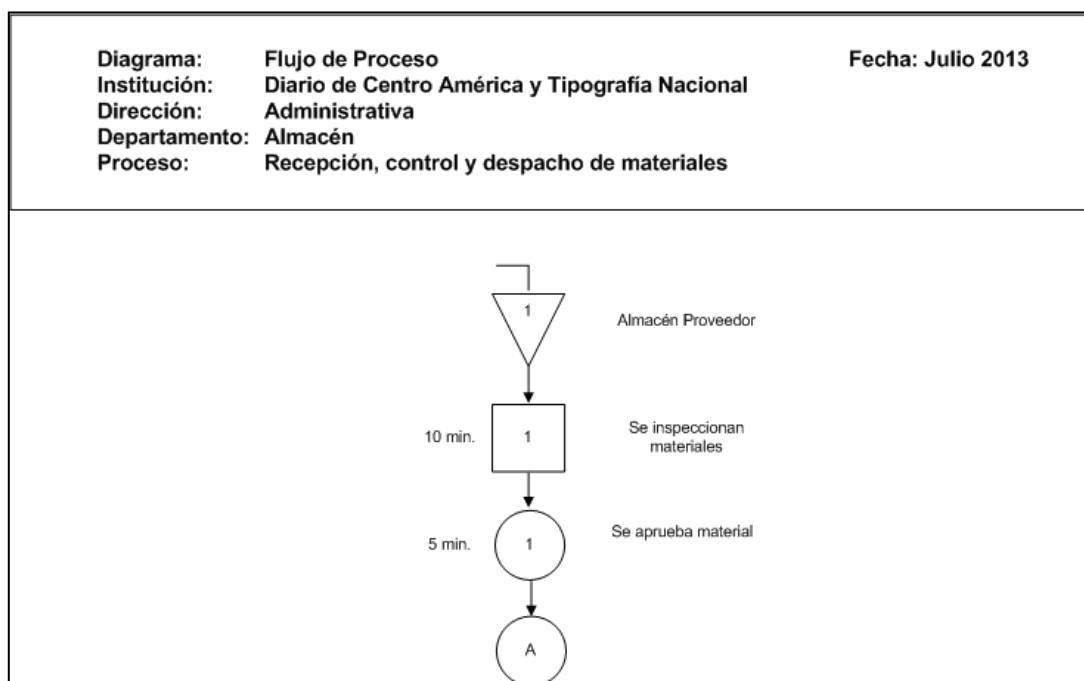 Diagrama: Flujo de Proceso Fecha: Julio 2013
Institución: Diario de Centro América y Tipografía Nacional
Dirección: Administrativa
Departamento: Almacén
Proceso: Recepción, control y despacho de materiales
1 Almacén Proveedor
10 min. 1 Se inspeccionan
materiales
5 min. 1 Se aprueba material
A